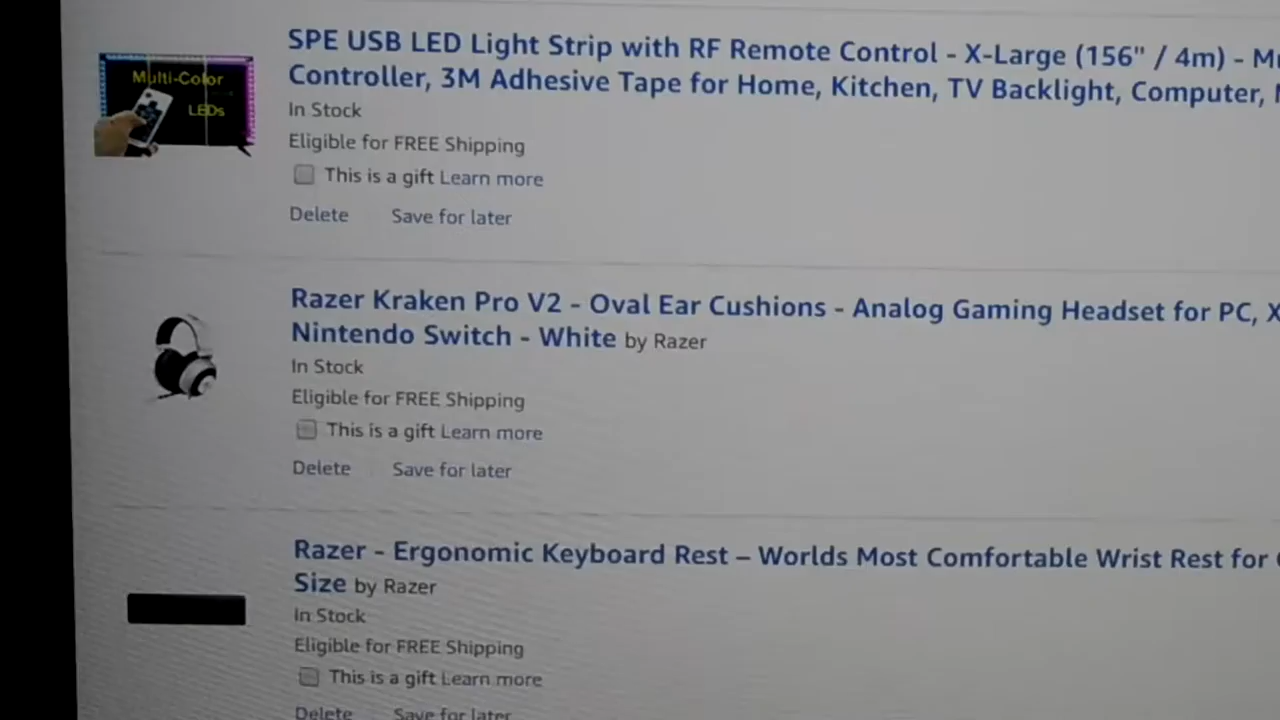 Multi-Color
LEDs
SPE USB LED Light Strip with RF Remote Control - X-Large (156" / 4m) -
Controller, 3M Adhesive Tape for Home, Kitchen, TV Backlight, Computer,
In Stock
Eligible for FREE Shipping
This is a gift Learn more
Delete Save for later
Razer Kraken Pro V2 - Oval Ear Cushions - Analog Gaming Headset for PC, X
Nintendo Switch - White by Razer
In Stock
Eligible for FREE Shipping
This is a gift Learn more
Delete Save for later
Razer - Ergonomic Keyboard Rest – Worlds Most Comfortable Wrist Rest for
Size by Razer
In Stock
Eligible for FREE Shipping
This is a gift Learn more
Delete Save for later